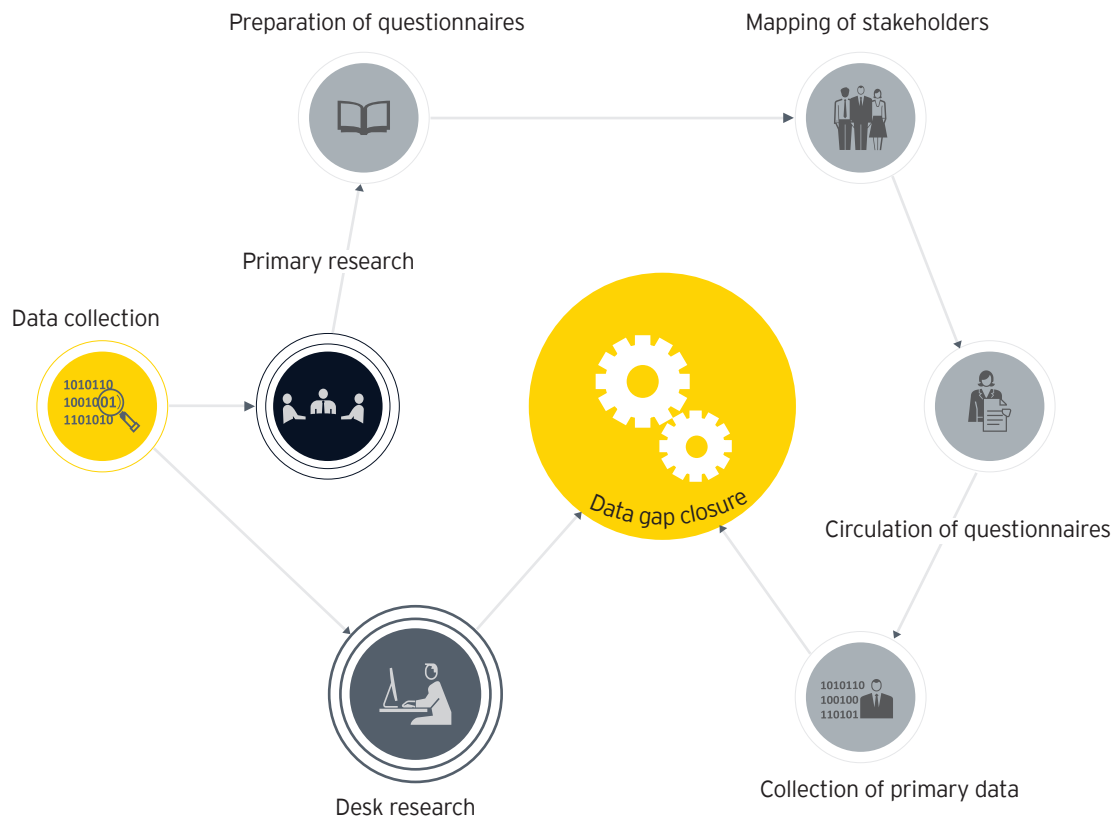 Preparation of questionnaires
Mapping of stakeholders
Primary research
Data collection
1010110
1001001
1101010
Data gap closure
Circulation of questionnaires
1010110
100100
110101
Collection of primary data
Desk research